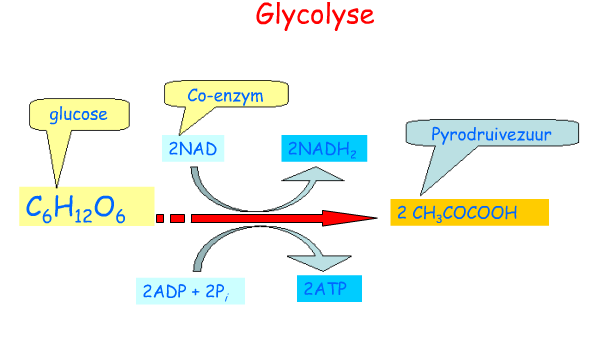 Glycolyse
Co-enzym
glucose
Pyrodruivezuur
2NAD
2NADH₂
C₆H₁₂O₆
2 CH₃COCOOH
2ADP + 2Pᵢ
2ATP